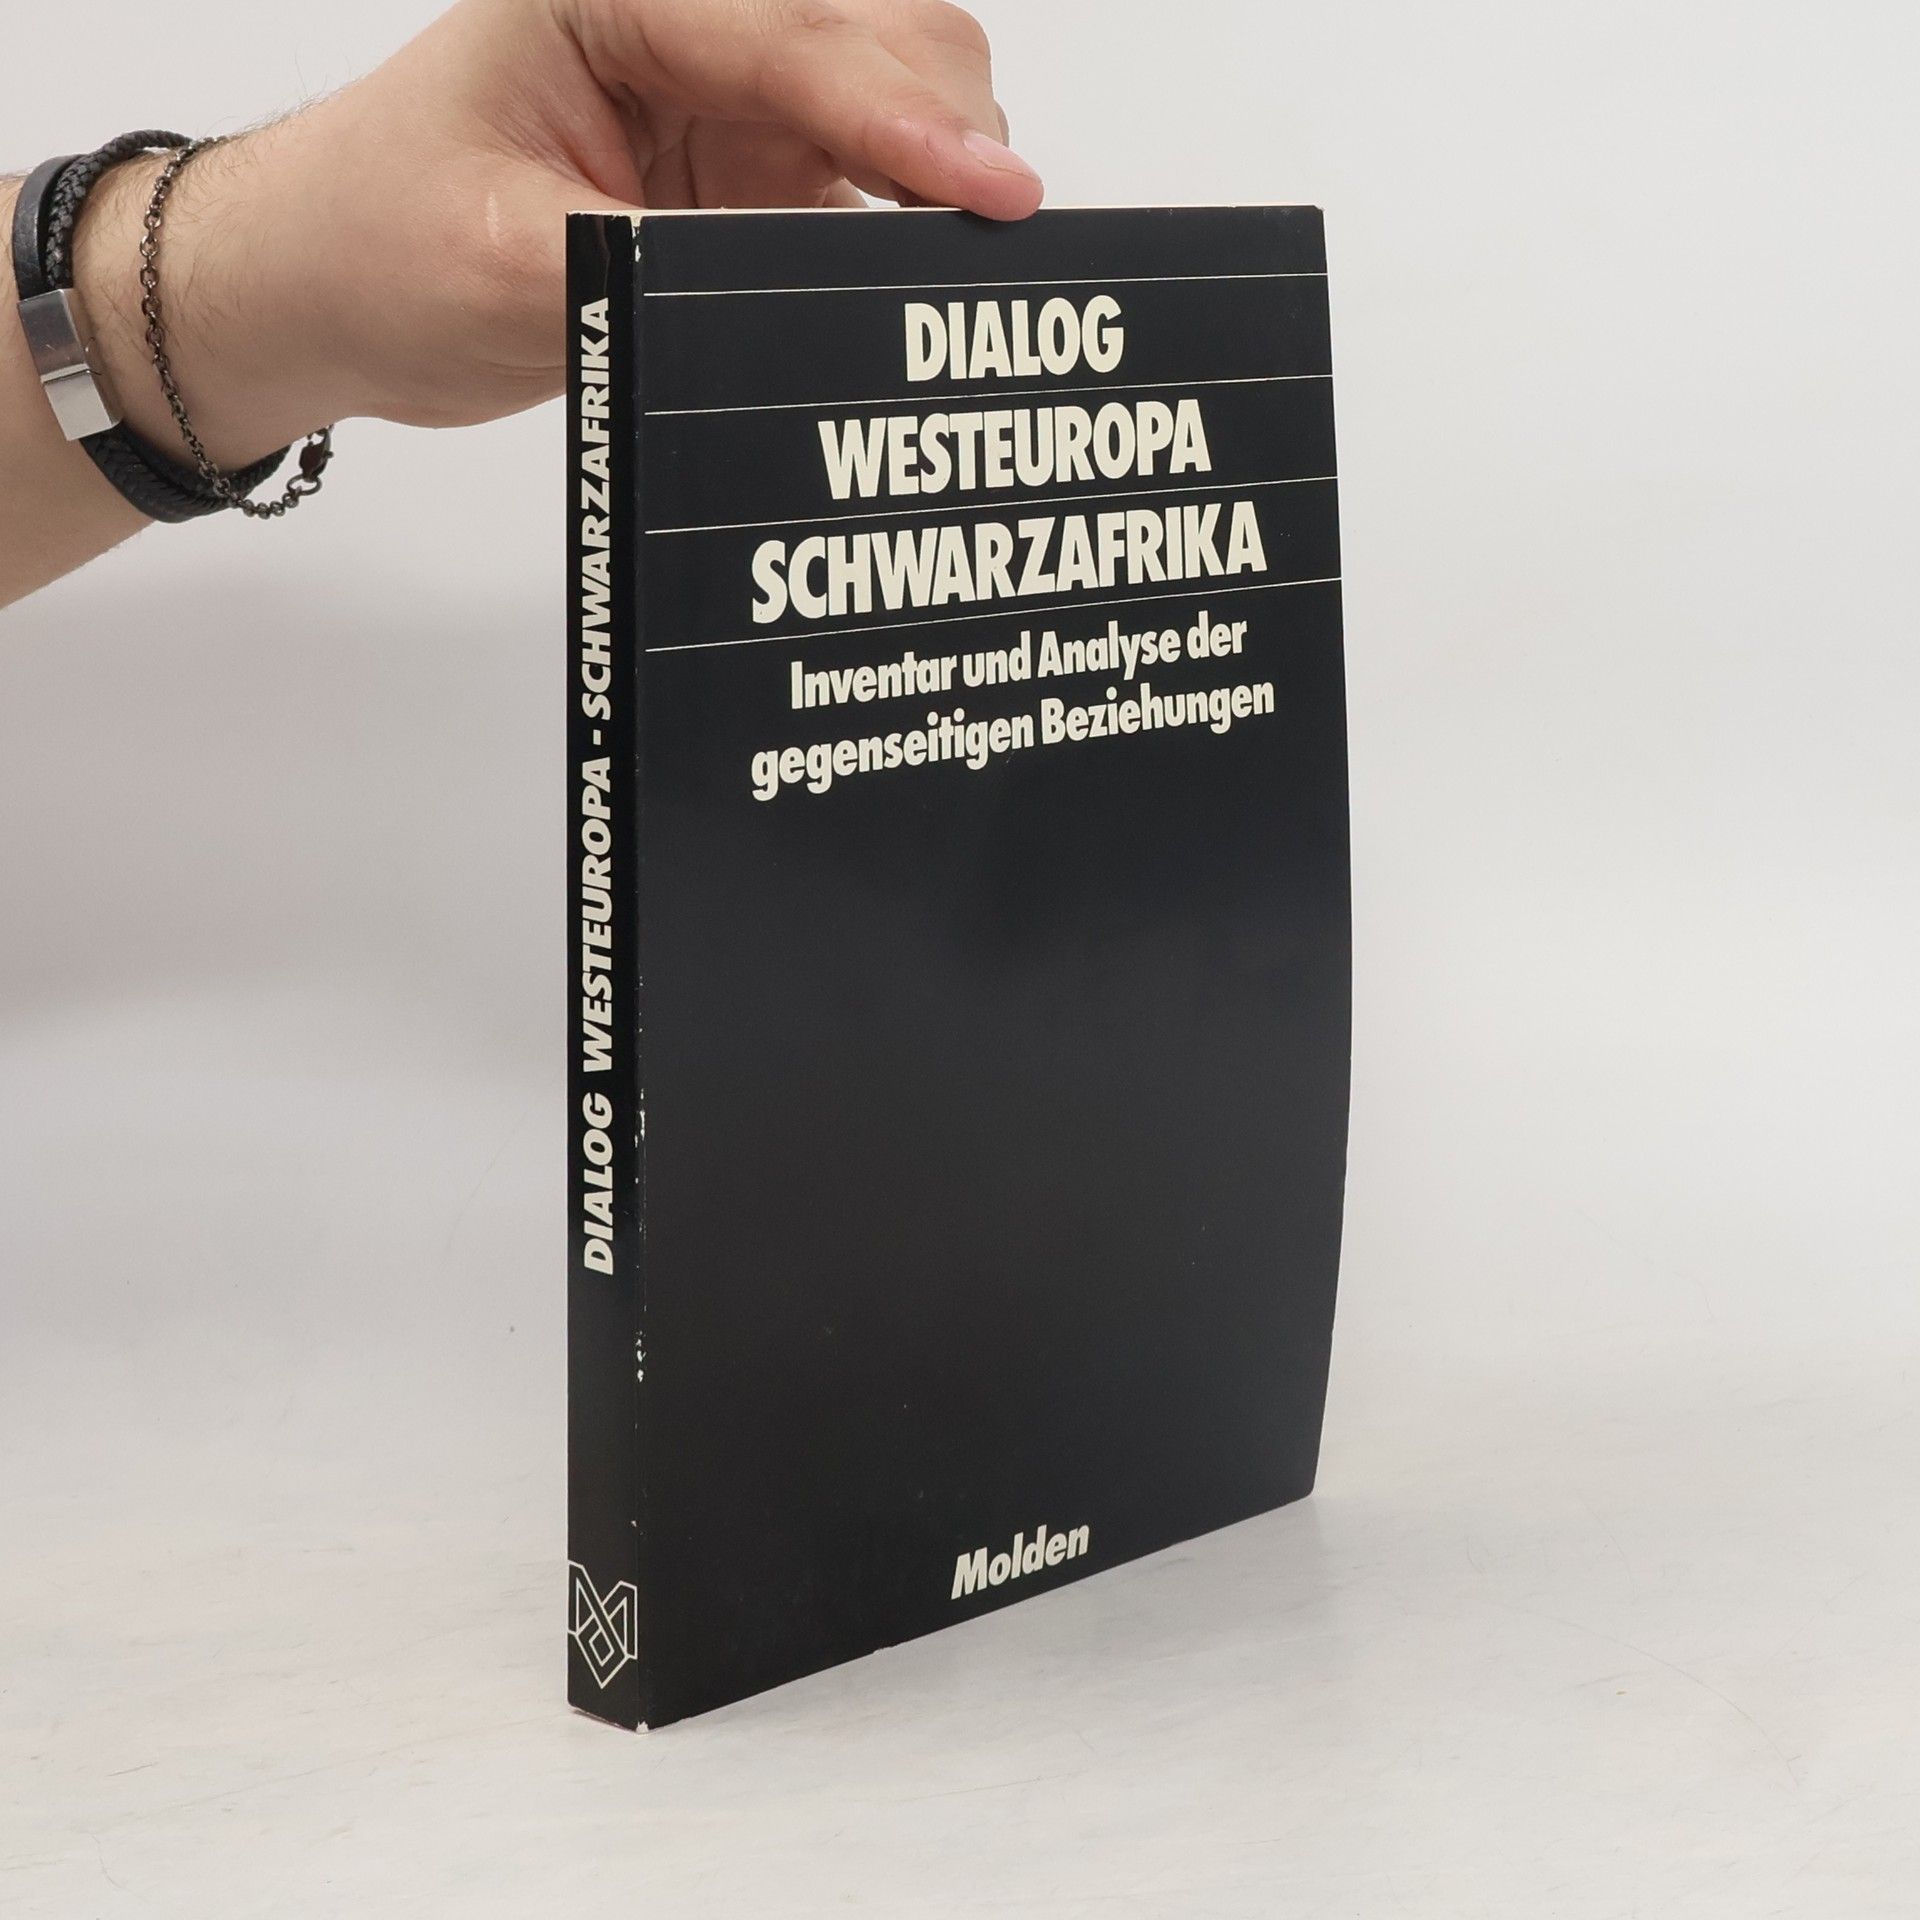 DIALOG
WESTEUROPA
SCHWARZAFRIKA
Inventar und Analyse der
gegenseitigen Beziehungen
Molden
DIALOG WESTEUROPA - SCHWARZAFRIKA